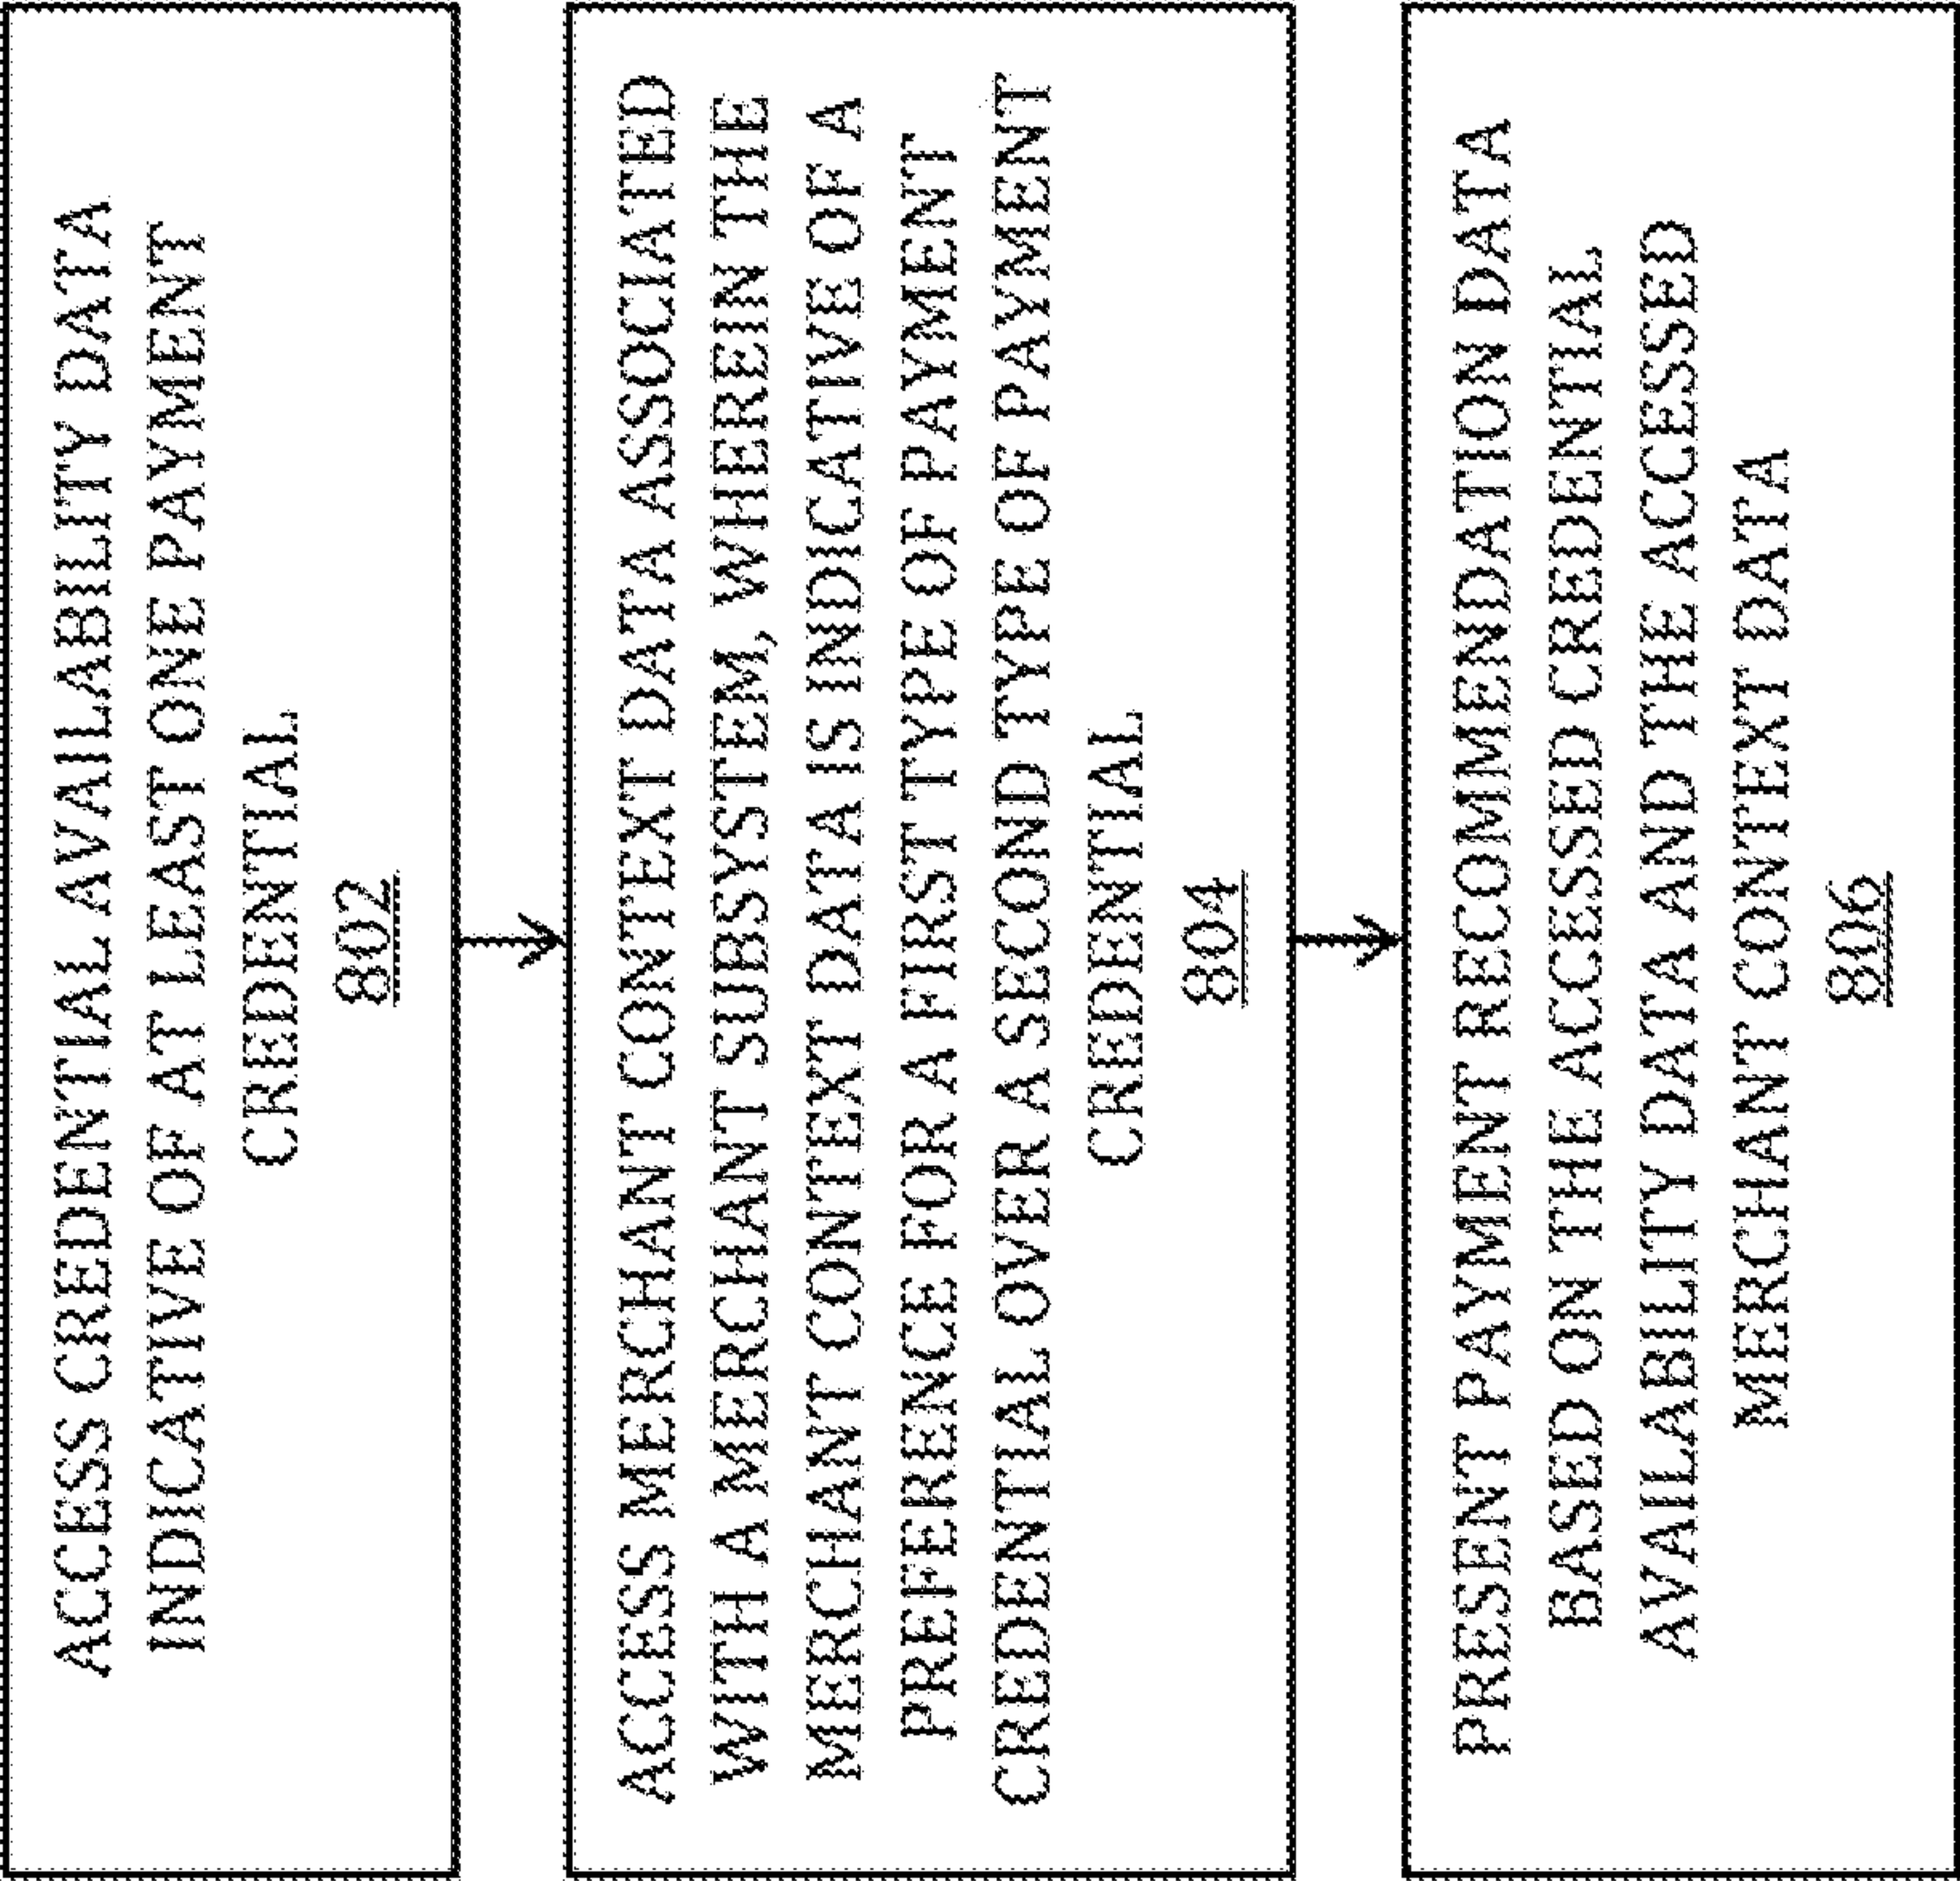 ACCESS CREDENTIAL AVAILABILITY DATA
INDICATIVE OF AT LEAST ONE PAYMENT
CREDENTIAL
802
ACCESS MERCHANT CONTEXT DATA ASSOCIATED
WITH A MERCHANT SUBSYSTEM, WHEREIN THE
MERCHANT CONTEXT DATA IS INDICATIVE OF A
PREFERENCE FOR A FIRST TYPE OF PAYMENT
CREDENTIAL OVER A SECOND TYPE OF PAYMENT
CREDENTIAL
804
PRESENT PAYMENT RECOMMENDATION DATA
BASED ON THE ACCESSED CREDENTIAL
AVAILABILITY DATA AND THE ACCESSED
MERCHANT CONTEXT DATA
806